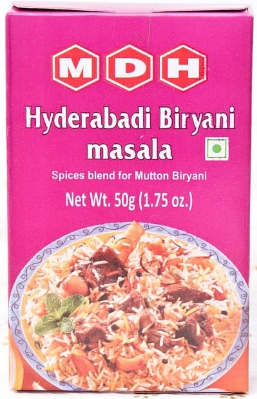 MDH
Hyderabadi Biryani
masala
Spices blend for Mutton Biryani
Net Wt. 50g (1.75 oz.)